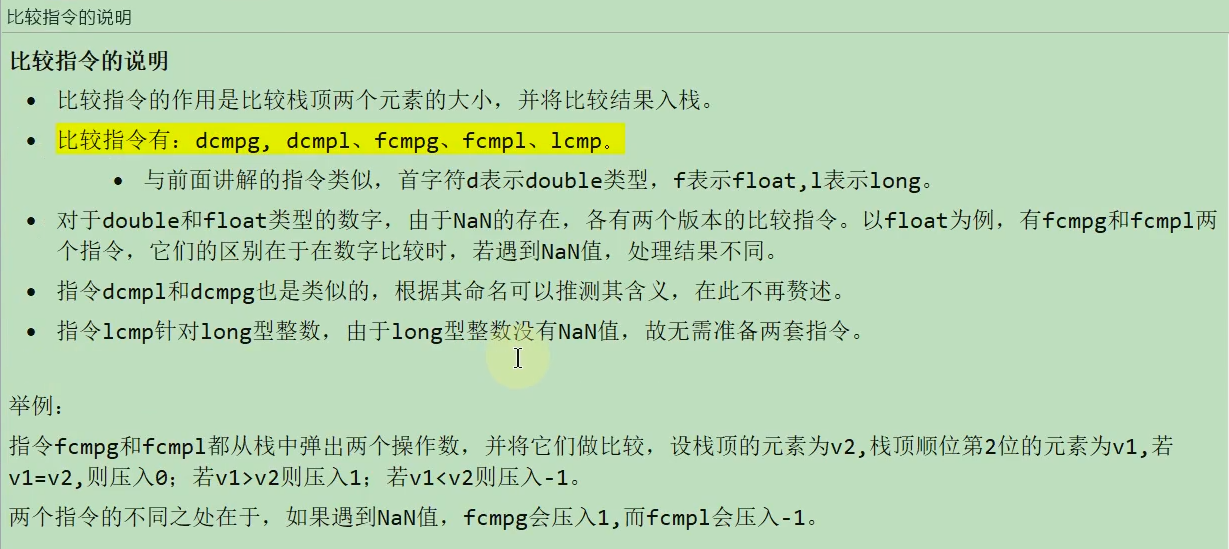 比较指令的说明
比较指令的说明
• 比较指令的作用是比较栈顶两个元素的大小，并将比较结果入栈。
• 比较指令有：dcmpg, dcmpl、fcmpg、fcmpl、lcmp。
• 与前面讲解的指令类似，首字符d表示double类型，f表示float,l表示long。
• 对于double和float类型的数字，由于NaN的存在，各有两个版本的比较指令。以float为例，有fcmpg和fcmpl两
个指令，它们的区别在于在数字比较时，若遇到NaN值，处理结果不同。
• 指令dcmpl和dcmpg也是类似的，根据其命名可以推测其含义，在此不再赘述。
• 指令lcmp针对long型整数，由于long型整数没有NaN值，故无需准备两套指令。
举例：
指令fcmpg和fcmpl都从栈中弹出两个操作数，并将它们做比较，设栈顶的元素为v2,栈顶顺位第2位的元素为v1,若
v1=v2,则压入0；若v1>v2则压入1；若v1<v2则压入-1。
两个指令的不同之处在于，如果遇到NaN值，fcmpg会压入1,而fcmpl会压入-1。